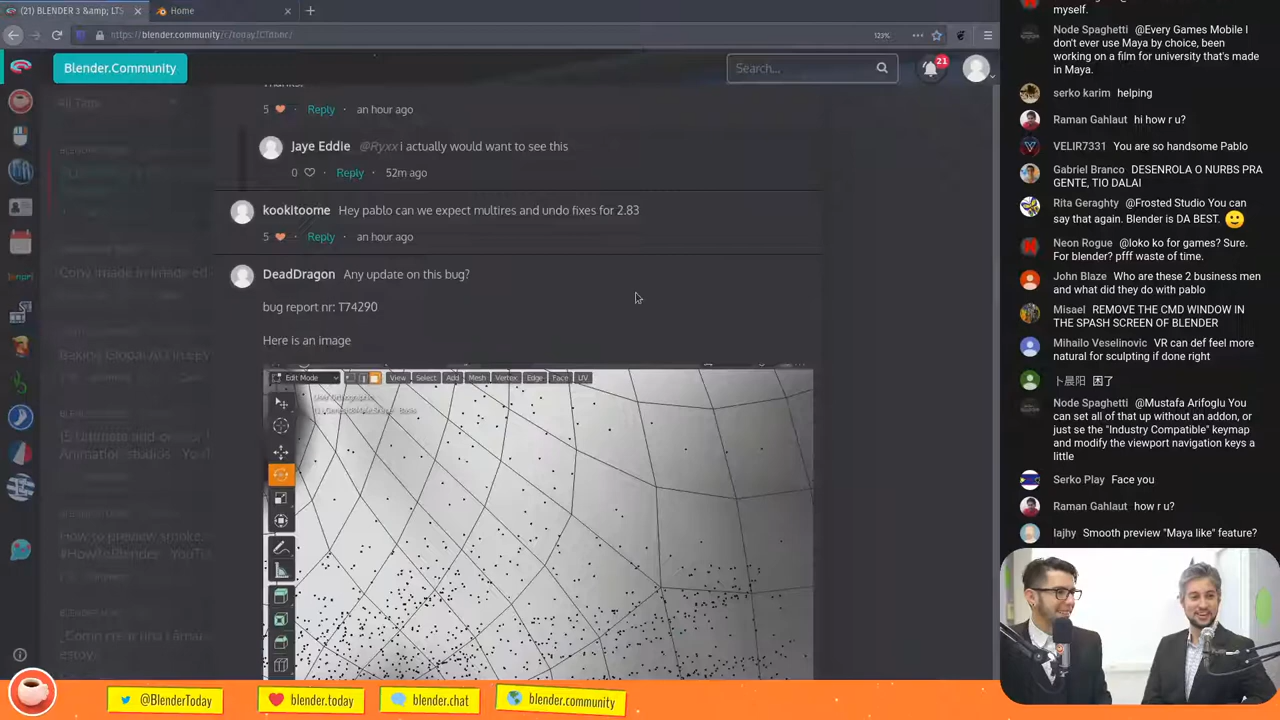 (21) BLENDER 3 &amp; LTS
Home
https://blender.community/c/today/
123%
Blender.Community
Search...
21
All Tags
Thanks!
5 · Reply · an hour ago
Jaye Eddie @Ryxx i actually would want to see this
0 · Reply · 52m ago
kookitoome Hey pablo can we expect multires and undo fixes for 2.83
5 · Reply · an hour ago
DeadDragon Any update on this bug?
bug report nr: T74290
Here is an image
Edit Mode View Select Add Mesh Vertex Edge Face UV
User Orthographic
myself.
Node Spaghetti @Every Games Mobile I
don't ever use Maya by choice, been
working on a film for university that's made
in Maya.
serko karim helping
Raman Gahlaut hi how r u?
VELIR7331 You are so handsome Pablo
Gabriel Branco DESENROLA O NURBS PRA
GENTE, TIO DALAI
Rita Geraghty @Frosted Studio You can
say that again. Blender is DA BEST.
Neon Rogue @loko ko for games? Sure.
For blender? pfff waste of time.
John Blaze Who are these 2 business men
and what did they do with pablo
Misael REMOVE THE CMD WINDOW IN
THE SPASH SCREEN OF BLENDER
Mihailo Veselinovic VR can def feel more
natural for sculpting if done right
卜晨阳 困了
Node Spaghetti @Mustafa Arifoglu You
can set all of that up without an addon, or
just se the "Industry Compatible" keymap
and modify the viewport navigation keys a
little
Serko Play Face you
Raman Gahlaut how r u?
lajhy Smooth preview "Maya like" feature?
@BlenderToday
blender.today
blender.chat
blender.community